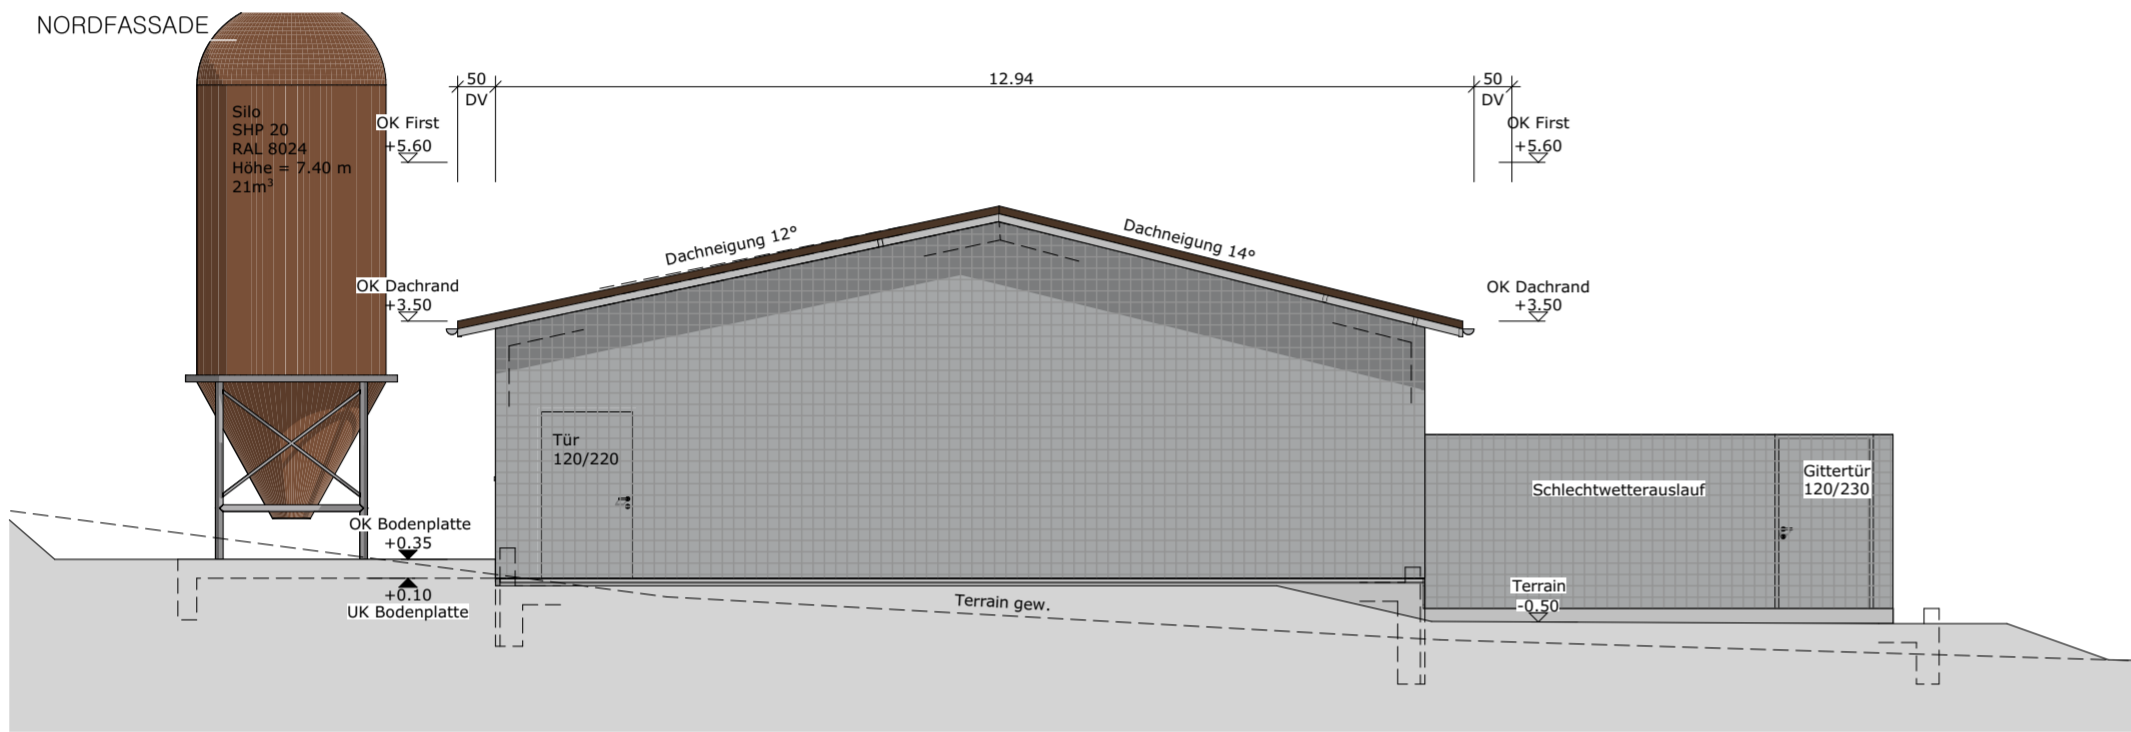 NORDFASSADE
50
12.94
50
DV
DV
Silo
SHP 20
RAL 8024
Höhe = 7.40 m
21m³
OK First
+5.60
OK First
+5.60
Dachneigung 12°
Dachneigung 14°
OK Dachrand
+3.50
OK Dachrand
+3.50
Tür
120/220
Schlechtwetterauslauf
Gittertür
120/230
OK Bodenplatte
+0.35
+0.10
UK Bodenplatte
Terrain gew.
Terrain
-0.50